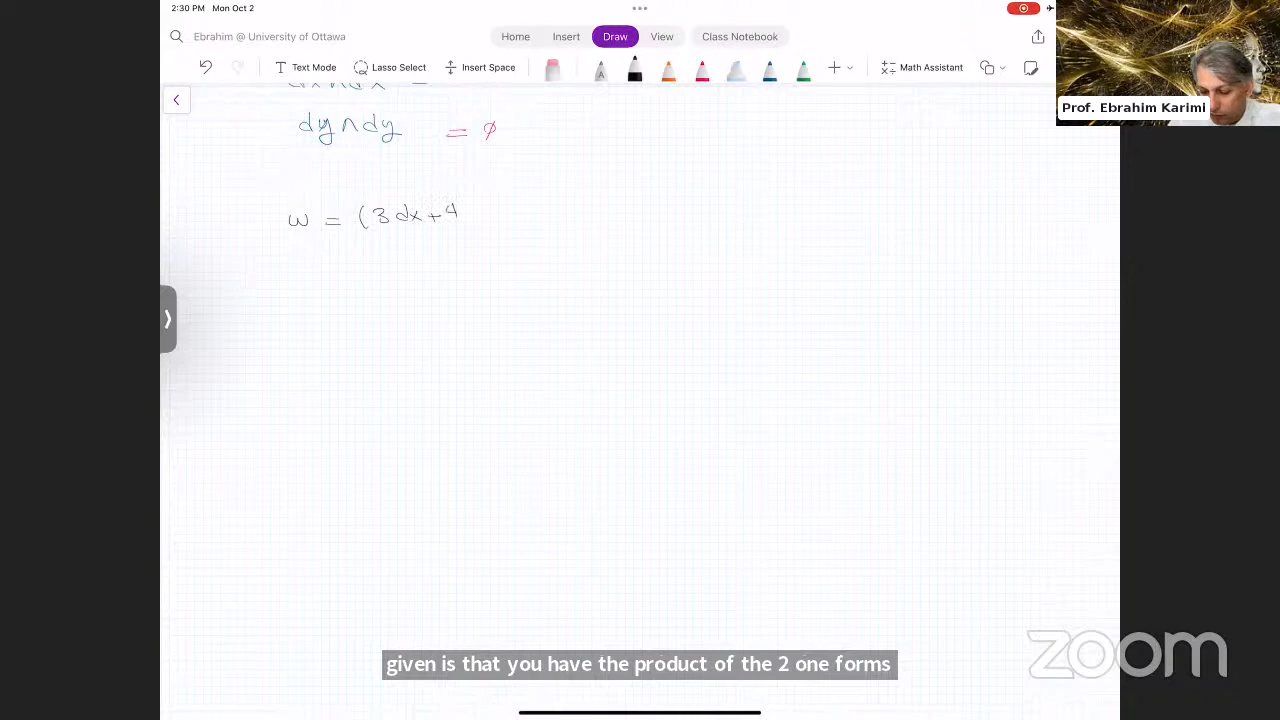 2:30 PM Mon Oct 2
Ebrahim @ University of Ottawa
Home Insert Draw View Class Notebook
Text Mode Lasso Select Insert Space A Math Assistant
Prof. Ebrahim Karimi
dy ∧ dy = ∅
ω = (3dx+4
given is that you have the product of the 2 one forms
zoom